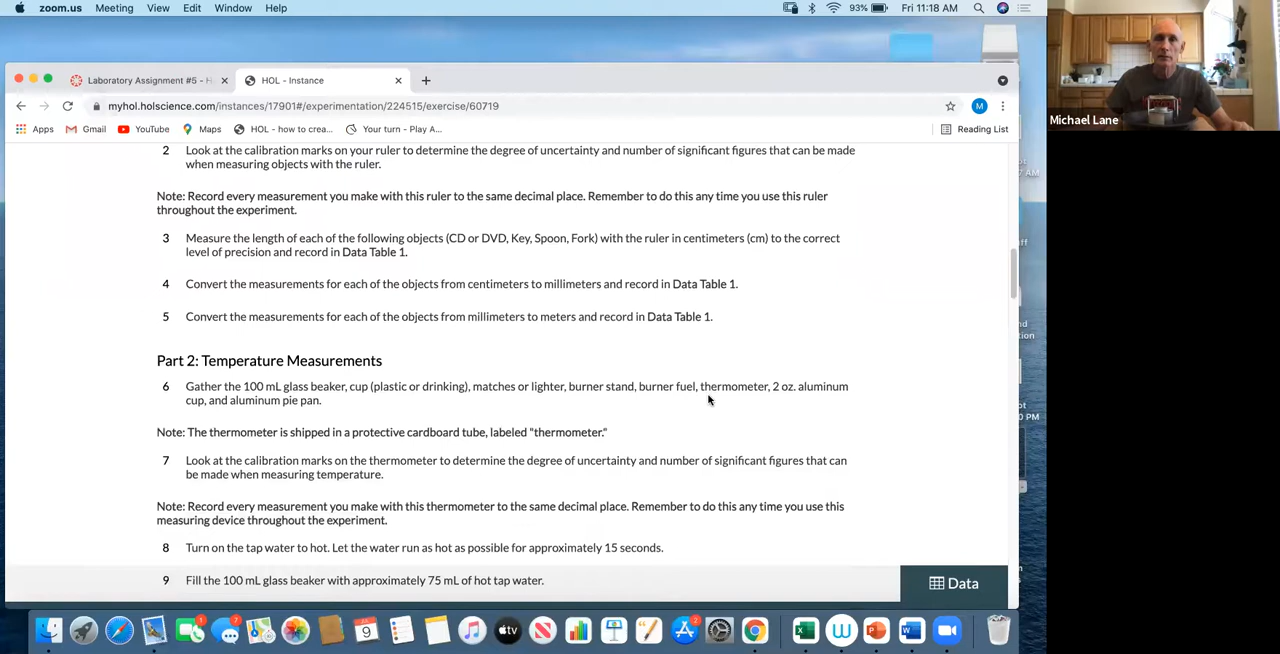 zoom.us Meeting View Edit Window Help 93% Fri 11:18 AM
Laboratory Assignment #5 - H HOL - Instance
myhol.holscience.com/instances/17901#/experimentation/224515/exercise/60719 M
Apps Gmail YouTube Maps HOL - how to crea... Your turn - Play A... Reading List
2 Look at the calibration marks on your ruler to determine the degree of uncertainty and number of significant figures that can be made
when measuring objects with the ruler.
Note: Record every measurement you make with this ruler to the same decimal place. Remember to do this any time you use this ruler
throughout the experiment.
3 Measure the length of each of the following objects (CD or DVD, Key, Spoon, Fork) with the ruler in centimeters (cm) to the correct
level of precision and record in Data Table 1.
4 Convert the measurements for each of the objects from centimeters to millimeters and record in Data Table 1.
5 Convert the measurements for each of the objects from millimeters to meters and record in Data Table 1.
Part 2: Temperature Measurements
6 Gather the 100 mL glass beaker, cup (plastic or drinking), matches or lighter, burner stand, burner fuel, thermometer, 2 oz. aluminum
cup, and aluminum pie pan.
Note: The thermometer is shipped in a protective cardboard tube, labeled "thermometer."
7 Look at the calibration marks on the thermometer to determine the degree of uncertainty and number of significant figures that can
be made when measuring temperature.
Note: Record every measurement you make with this thermometer to the same decimal place. Remember to do this any time you use this
measuring device throughout the experiment.
8 Turn on the tap water to hot. Let the water run as hot as possible for approximately 15 seconds.
9 Fill the 100 mL glass beaker with approximately 75 mL of hot tap water.
Data
Michael Lane
9
tv